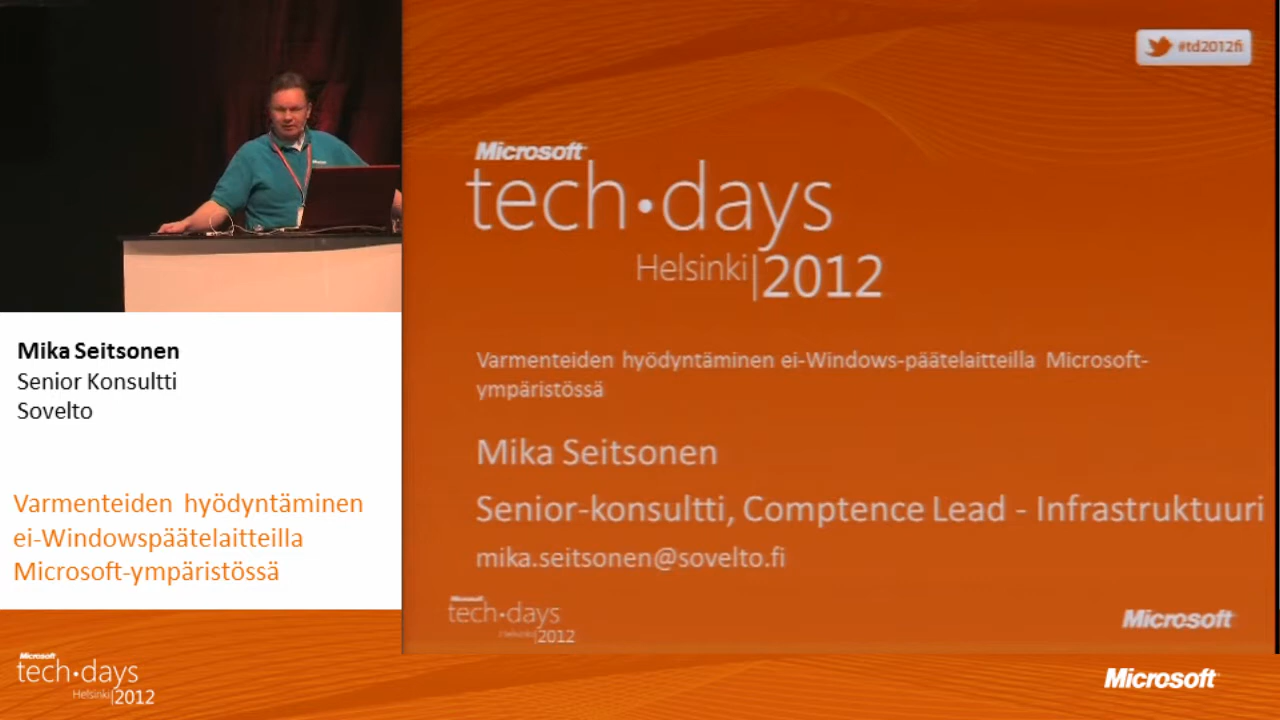 #td2012fi
Microsoft
tech·days
Helsinki|2012
Varmenteiden hyödyntäminen ei-Windows-päätelaitteilla Microsoft-
ympäristössä
Mika Seitsonen
Senior-konsultti, Comptence Lead - Infrastruktuuri
mika.seitsonen@sovelto.fi
Microsoft
tech·days
Helsinki|2012
Microsoft
Mika Seitsonen
Senior Konsultti
Sovelto
Varmenteiden hyödyntäminen
ei-Windowspäätelaitteilla
Microsoft-ympäristössä
Microsoft
tech·days
Helsinki|2012
Microsoft